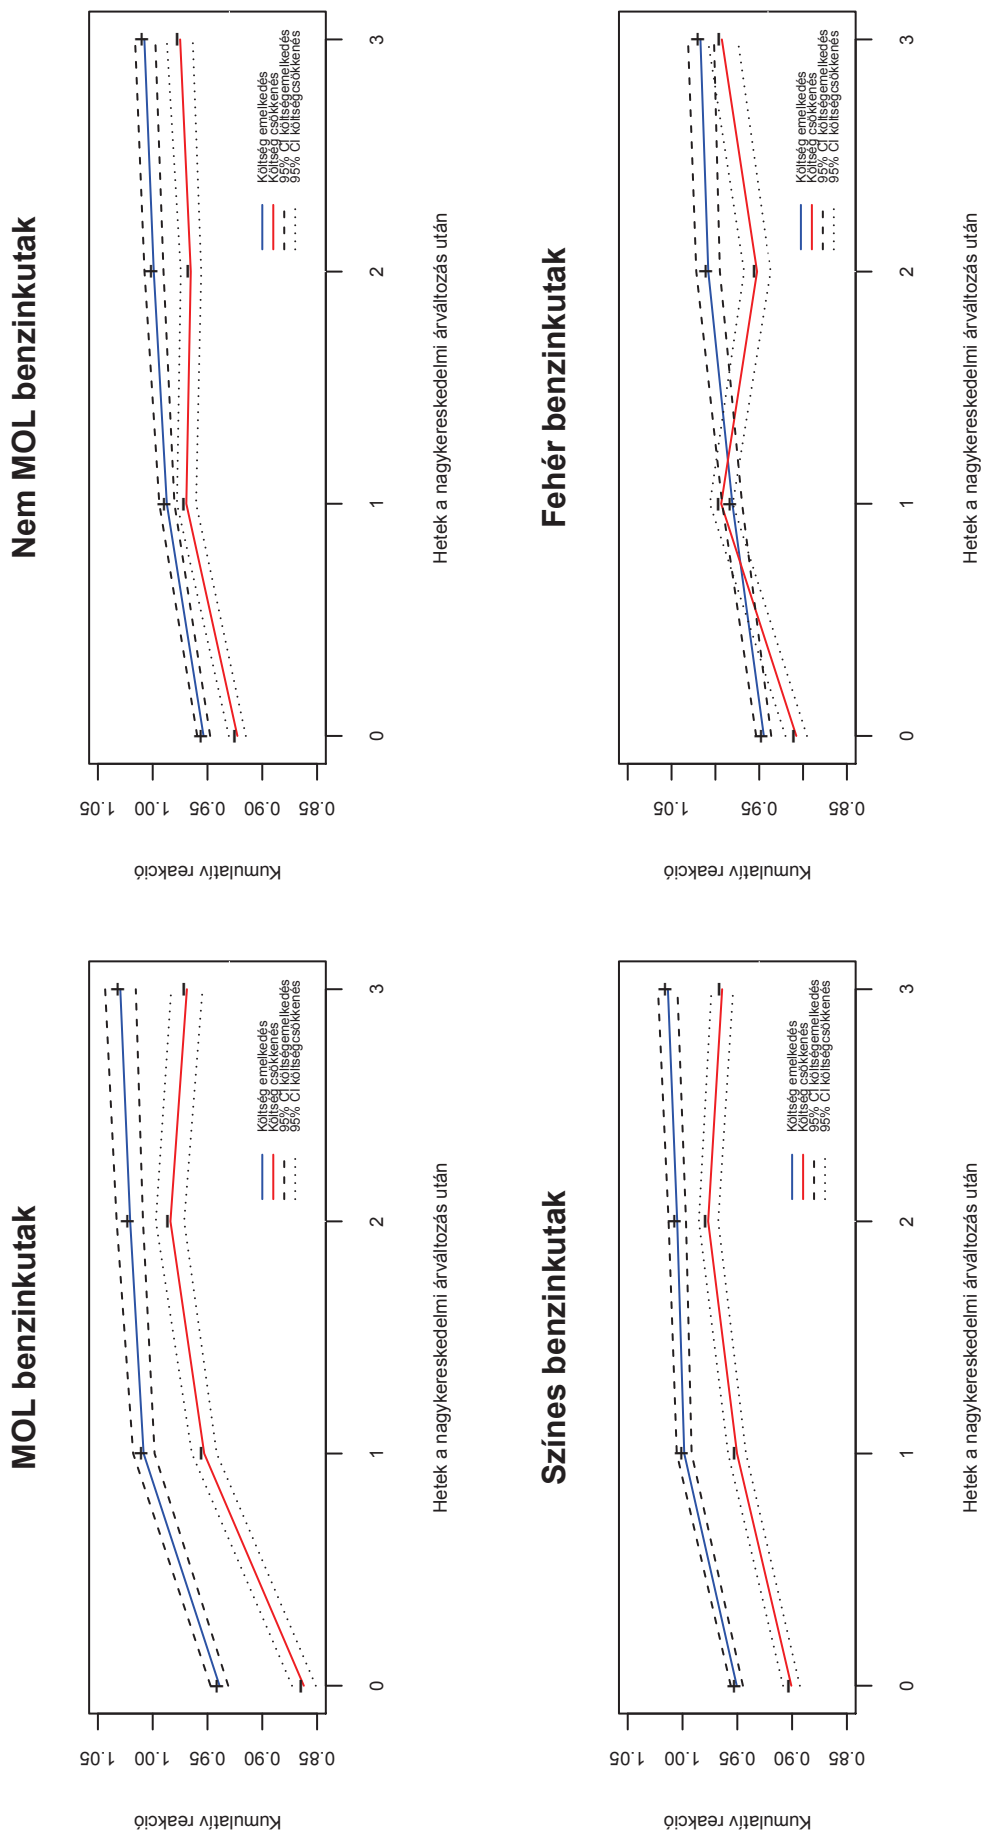 MOL benzinkutak
Kumulatív reakció
1.05
1.00
0.95
0.90
0.85
Költség emelkedés
Költség csökkenés
95% CI költségemelkedés
95% CI költségcsökkenés
0 1 2 3
Hetek a nagykereskedelmi árváltozás után
Nem MOL benzinkutak
Kumulatív reakció
1.05
1.00
0.95
0.90
0.85
Költség emelkedés
Költség csökkenés
95% CI költségemelkedés
95% CI költségcsökkenés
0 1 2 3
Hetek a nagykereskedelmi árváltozás után
Színes benzinkutak
Kumulatív reakció
1.05
1.00
0.95
0.90
0.85
Költség emelkedés
Költség csökkenés
95% CI költségemelkedés
95% CI költségcsökkenés
0 1 2 3
Hetek a nagykereskedelmi árváltozás után
Fehér benzinkutak
Kumulatív reakció
1.05
0.95
0.85
Költség emelkedés
Költség csökkenés
95% CI költségemelkedés
95% CI költségcsökkenés
0 1 2 3
Hetek a nagykereskedelmi árváltozás után